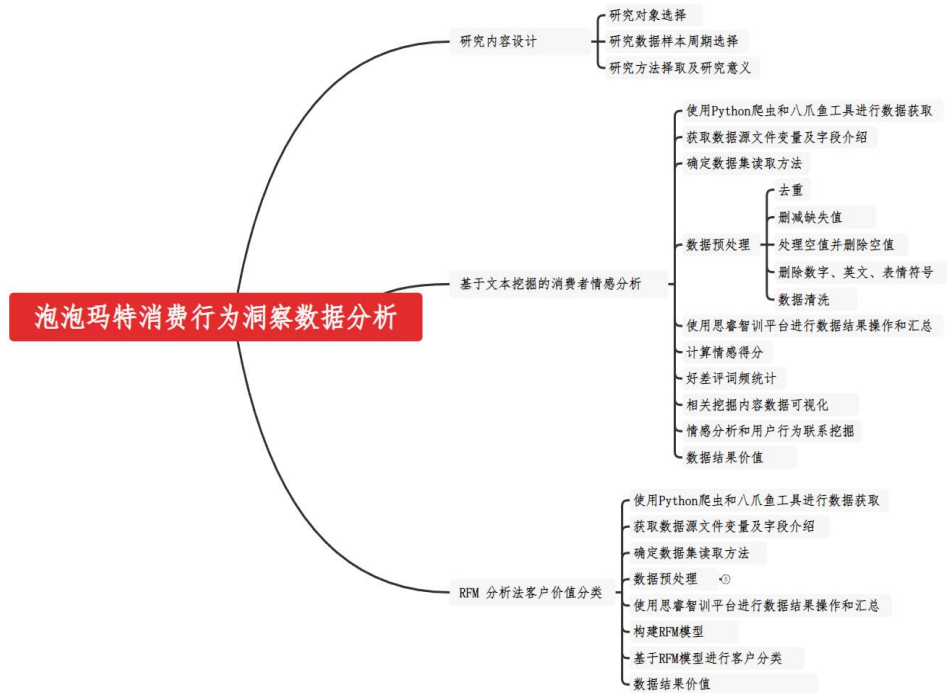 泡泡玛特消费行为洞察数据分析
研究内容设计
研究对象选择
研究数据样本周期选择
研究方法择取及研究意义
基于文本挖掘的消费者情感分析
使用Python爬虫和八爪鱼工具进行数据获取
获取数据源文件变量及字段介绍
确定数据集读取方法
数据预处理
去重
删减缺失值
处理空值并删除空值
删除数字、英文、表情符号
数据清洗
使用思睿智训平台进行数据结果操作和汇总
计算情感得分
好差评词频统计
相关挖掘内容数据可视化
情感分析和用户行为联系挖掘
数据结果价值
RFM 分析法客户价值分类
使用Python爬虫和八爪鱼工具进行数据获取
获取数据源文件变量及字段介绍
确定数据集读取方法
数据预处理
使用思睿智训平台进行数据结果操作和汇总
构建RFM模型
基于RFM模型进行客户分类
数据结果价值